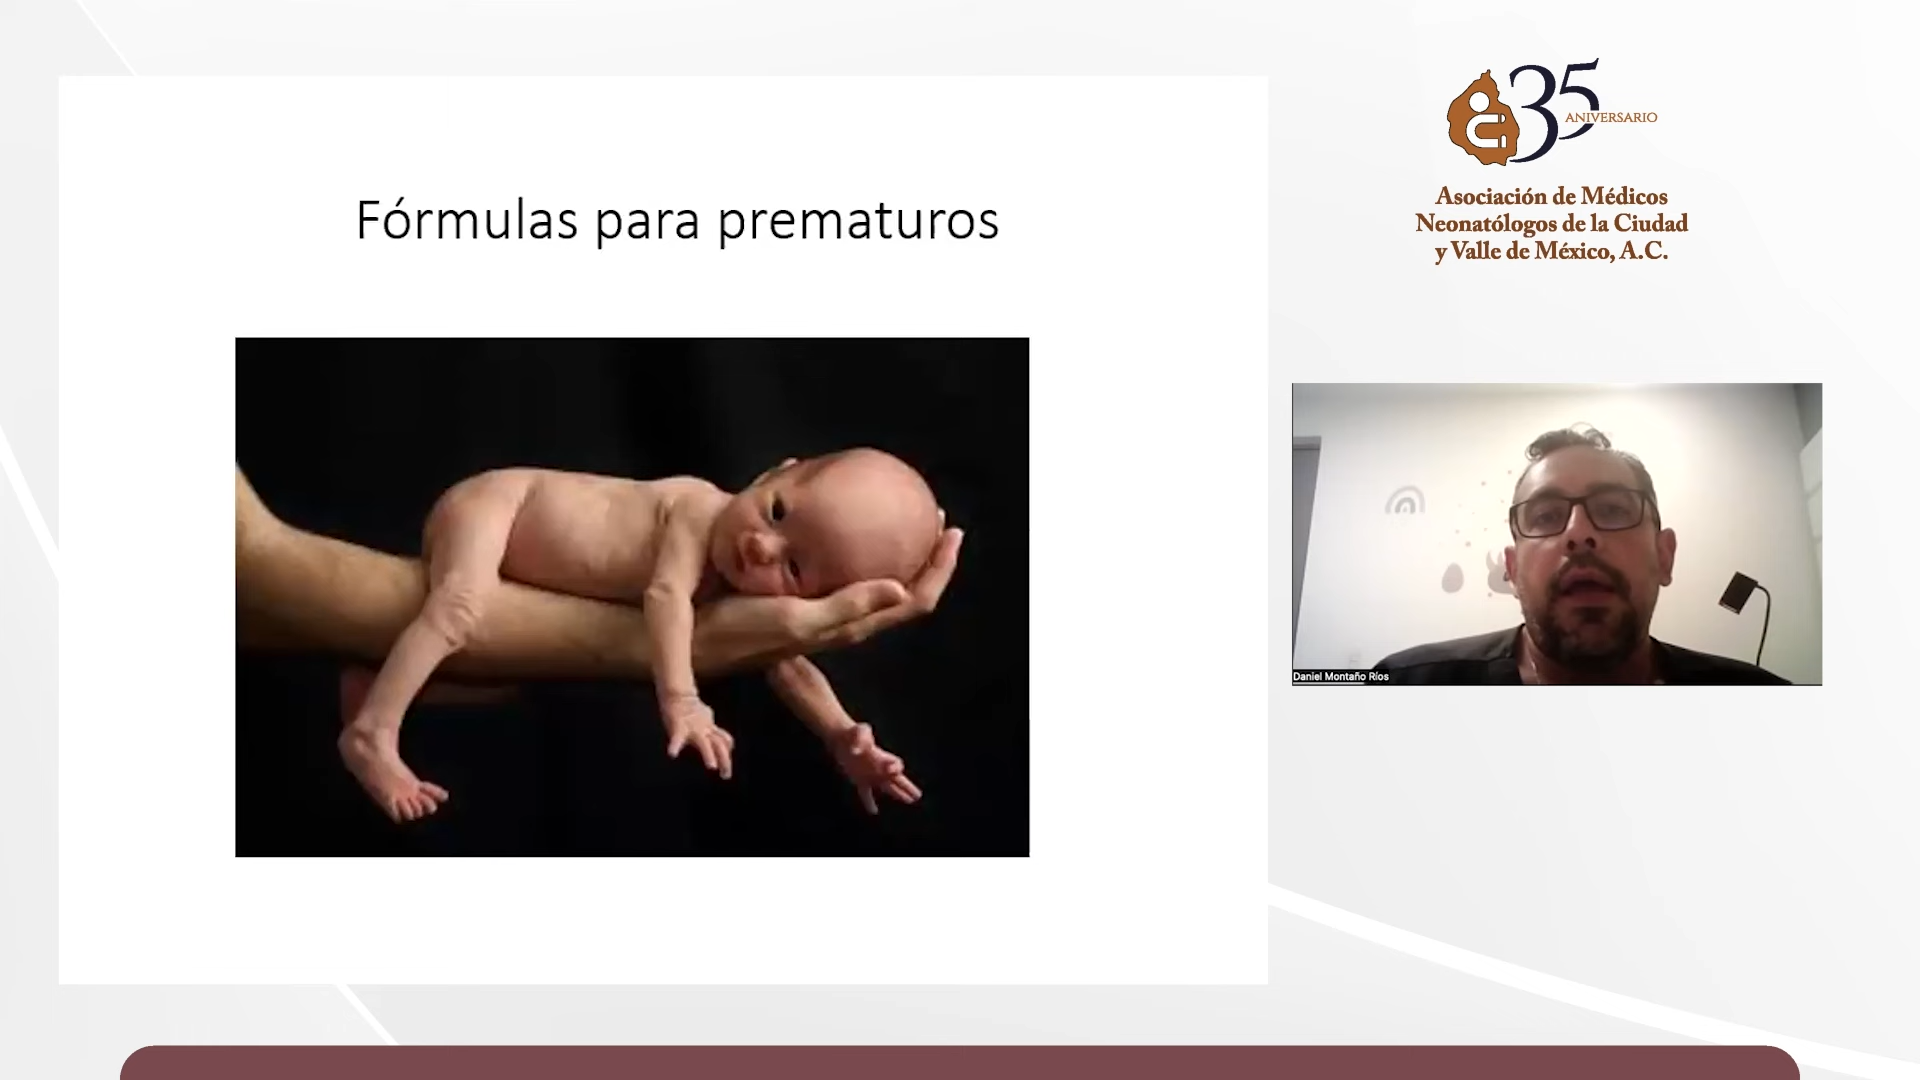 Fórmulas para prematuros
35
ANIVERSARIO
Asociación de Médicos
Neonatólogos de la Ciudad
y Valle de México, A.C.
Daniel Montaño Ríos